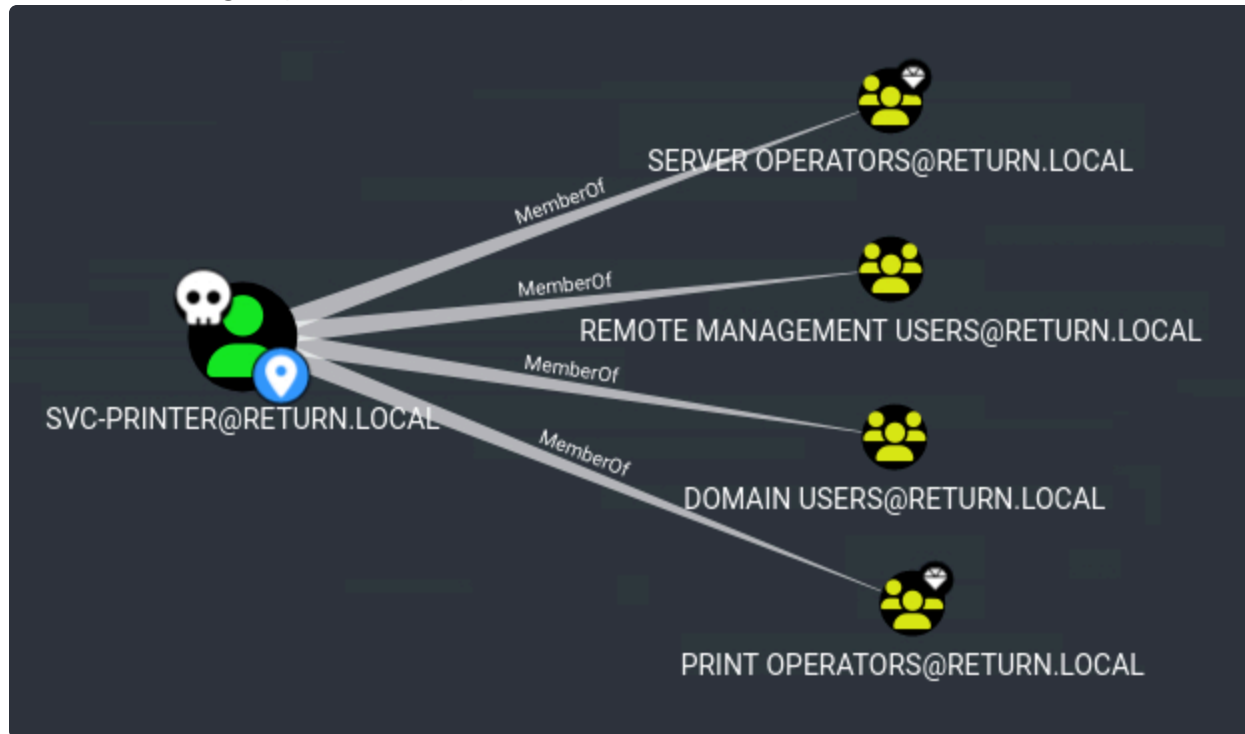 SERVER OPERATORS@RETURN.LOCAL
MemberOf
MemberOf
REMOTE MANAGEMENT USERS@RETURN.LOCAL
MemberOf
SVC-PRINTER@RETURN.LOCAL
MemberOf
DOMAIN USERS@RETURN.LOCAL
PRINT OPERATORS@RETURN.LOCAL